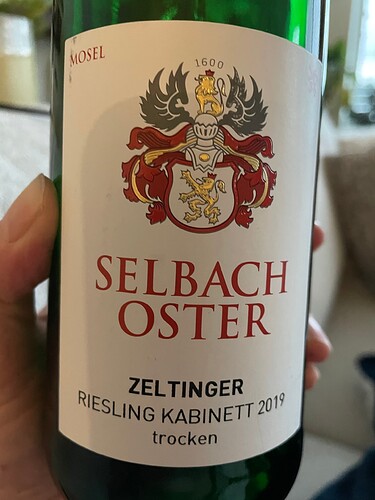 MOSEL
1600
SELBACH
OSTER
ZELTINGER
RIESLING KABINETT 2019
trocken